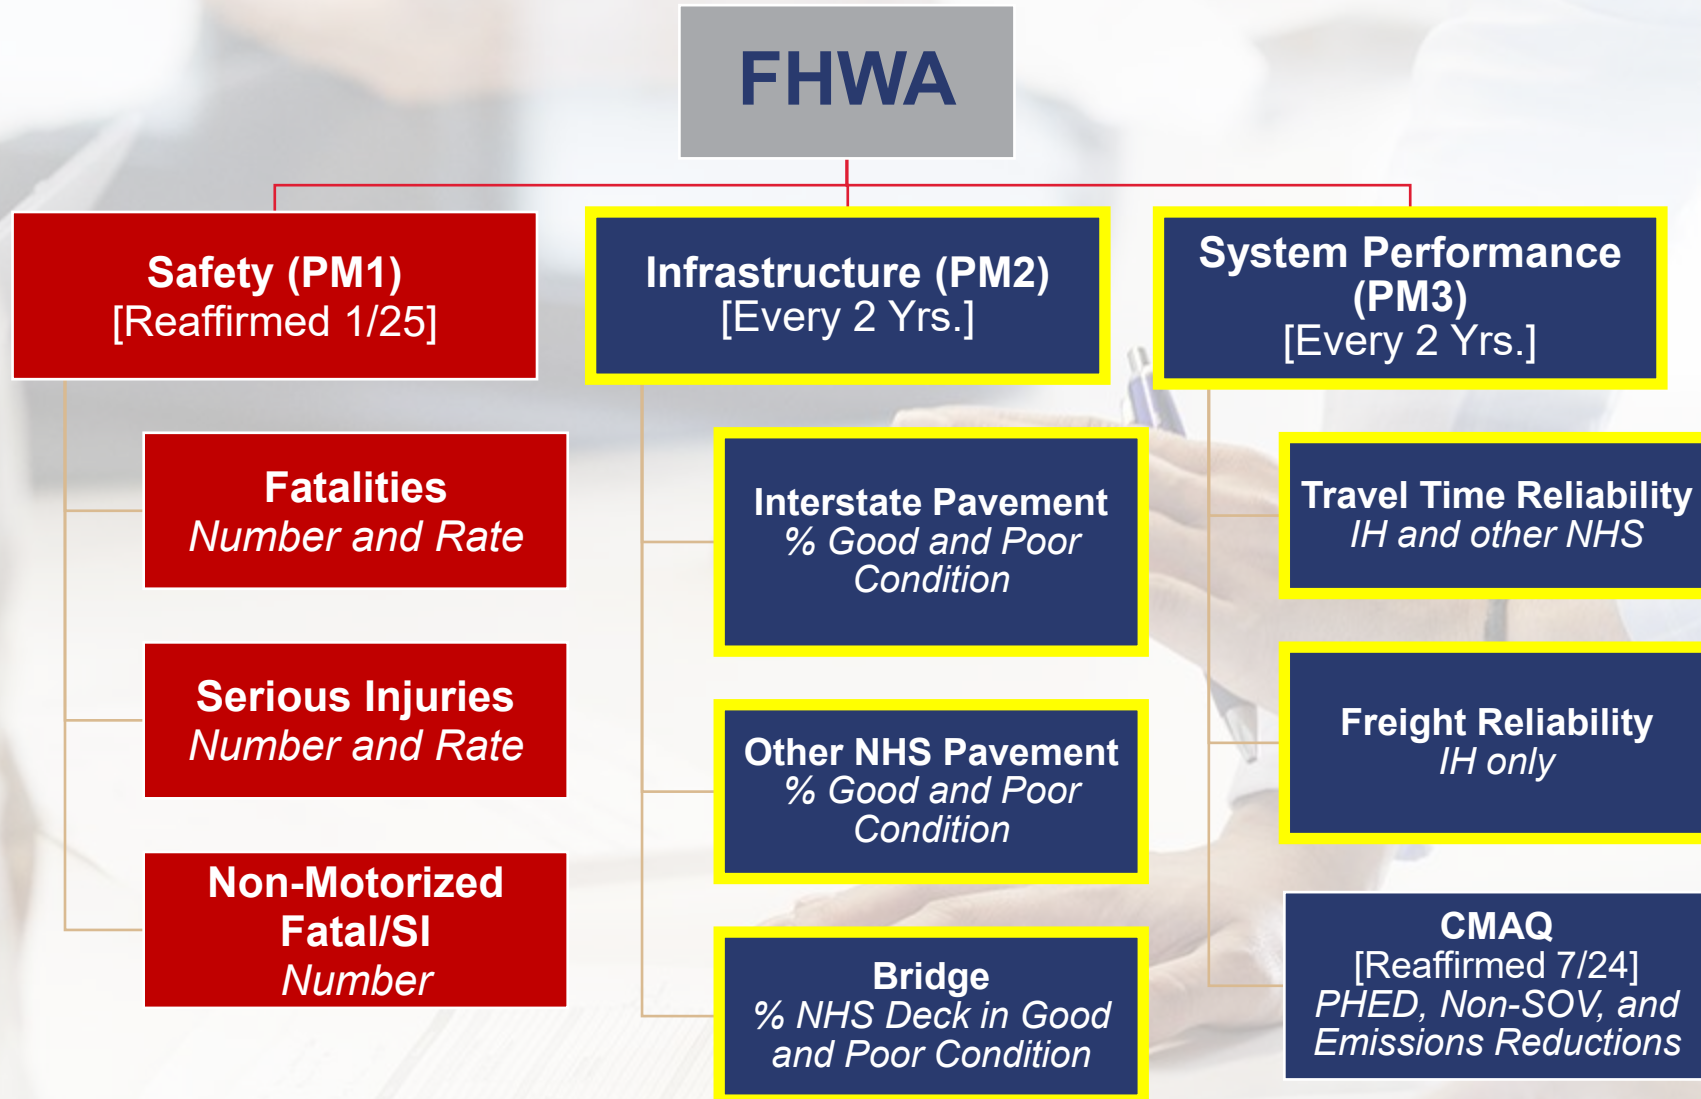 FHWA
Safety (PM1)
[Reaffirmed 1/25]
Fatalities
Number and Rate
Serious Injuries
Number and Rate
Non-Motorized
Fatal/SI
Number
Infrastructure (PM2)
[Every 2 Yrs.]
Interstate Pavement
% Good and Poor
Condition
Other NHS Pavement
% Good and Poor
Condition
Bridge
% NHS Deck in Good
and Poor Condition
System Performance
(PM3)
[Every 2 Yrs.]
Travel Time Reliability
IH and other NHS
Freight Reliability
IH only
CMAQ
[Reaffirmed 7/24]
PHED, Non-SOV, and
Emissions Reductions